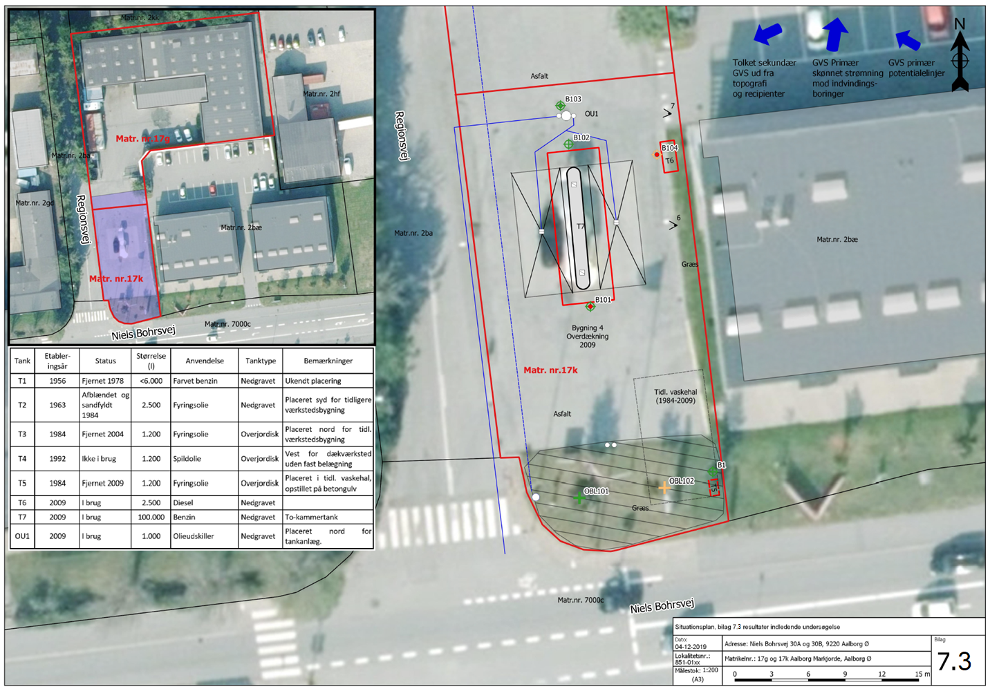 Matr.nr. 2kk
Matr.nr. 2hf
Matr. nr.17g
Matr.nr. 2ba
Matr.nr. 2gd
Regionsvej
Matr.nr. 2bæ
Matr. nr.17k
Matr.nr. 7000c
Niels Bohrsvej
Tank Etabler-ingsår Status Størrelse (l) Anvendelse Tanktype Bemærkninger
T1 1956 Fjernet 1978 <6.000 Farvet benzin Nedgravet Ukendt placering
T2 1963 Afblændet og sandfyldt 1984 2.500 Fyringsolie Nedgravet Placeret syd for tidligere værkstedsbygning
T3 1984 Fjernet 2004 1.200 Fyringsolie Overjordisk Placeret nord for tidl. værkstedsbygning
T4 1992 Ikke i brug 1.200 Spildolie Overjordisk Vest for dækværksted uden fast belægning
T5 1984 Fjernet 2009 1.200 Fyringsolie Overjordisk Placeret i tidl. vaskehal, opstillet på betongulv
T6 2009 I brug 2.500 Diesel Nedgravet
T7 2009 I brug 100.000 Benzin Nedgravet To-kammertank
OU1 2009 I brug 1.000 Olieudskiller Nedgravet Placeret nord for tankanlæg.
Tolket sekundær
GVS ud fra
topografi
og recipienter
GVS Primær
skønnet strømning
mod indvindings-
boringer
GVS primær
potentialelinjer
N
Asfalt
B103
OU1
7
Regionsvej
B102
B104
T6
6
T7
Matr.nr. 2ba
Matr.nr. 2bæ
Græs
B101
Bygning 4
Overdækning
2009
Matr. nr.17k
Tidl. vaskehal
(1984-2009)
Asfalt
B1
OBL102
T5
OBL101
Græs
Matr.nr. 7000c
Niels Bohrsvej
Situationsplan, bilag 7.3 resultater indledende undersøgelse
Dato:
04-12-2019
Adresse: Niels Bohrsvej 30A og 30B, 9220 Aalborg Ø
Lokalitetsnr.:
851-01xx
Matrikelnr.: 17g og 17k Aalborg Markjorde, Aalborg Ø
Målestok: 1:200
(A3)
0 3 6 9 12 15 m
Bilag
7.3